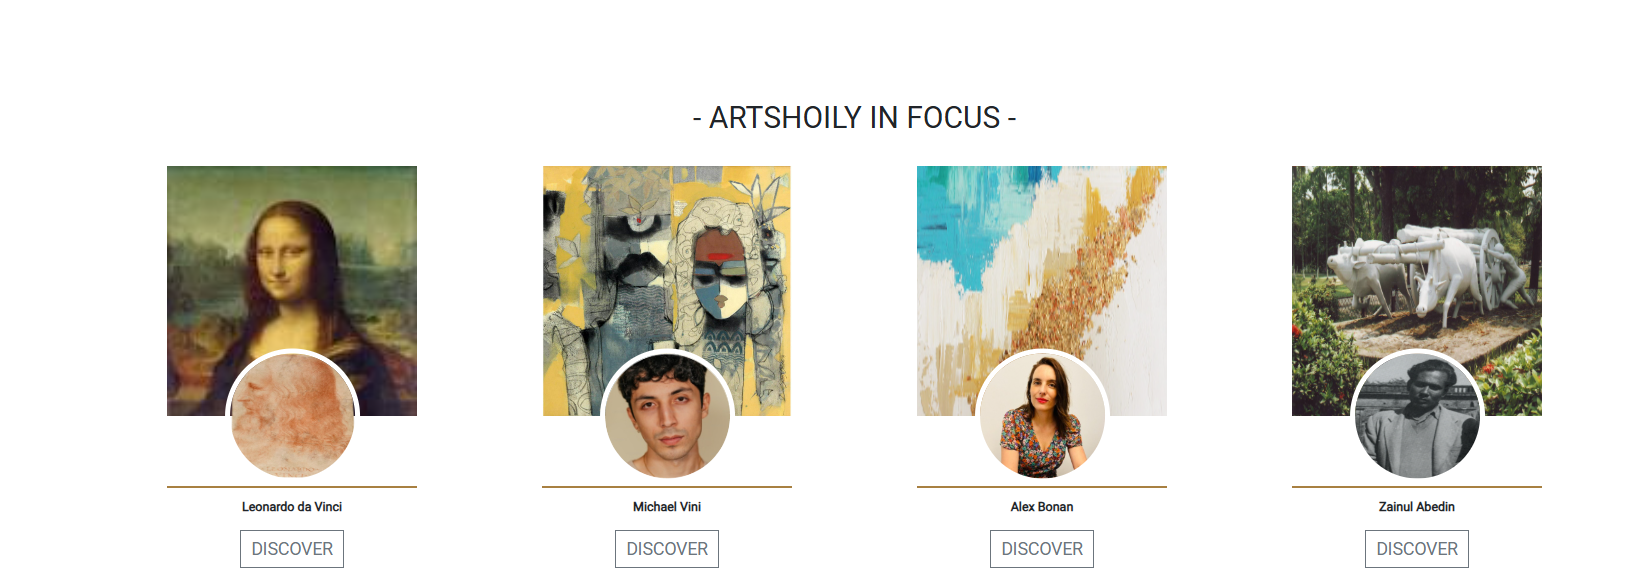 - ARTSHOILY IN FOCUS -
Leonardo da Vinci
DISCOVER
Michael Vini
DISCOVER
Alex Bonan
DISCOVER
Zainul Abedin
DISCOVER